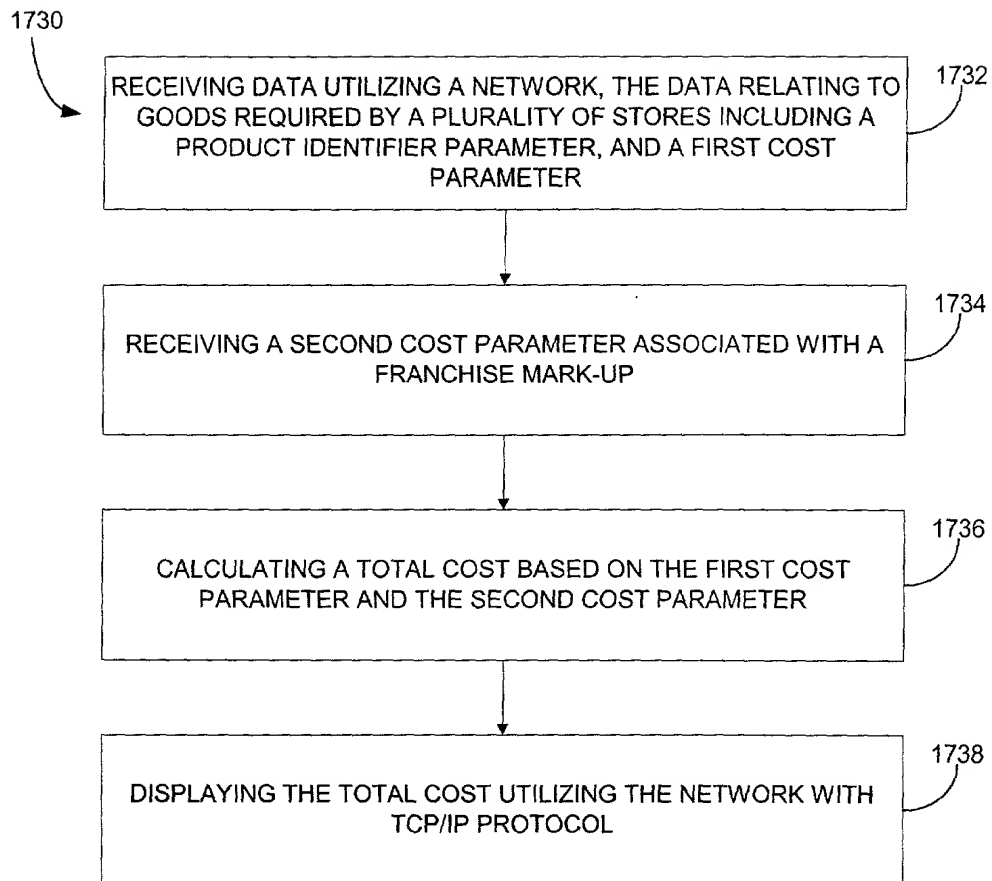 1730
RECEIVING DATA UTILIZING A NETWORK, THE DATA RELATING TO
GOODS REQUIRED BY A PLURALITY OF STORES INCLUDING A
PRODUCT IDENTIFIER PARAMETER, AND A FIRST COST
PARAMETER
1732
RECEIVING A SECOND COST PARAMETER ASSOCIATED WITH A
FRANCHISE MARK-UP
1734
CALCULATING A TOTAL COST BASED ON THE FIRST COST
PARAMETER AND THE SECOND COST PARAMETER
1736
DISPLAYING THE TOTAL COST UTILIZING THE NETWORK WITH
TCP/IP PROTOCOL
1738